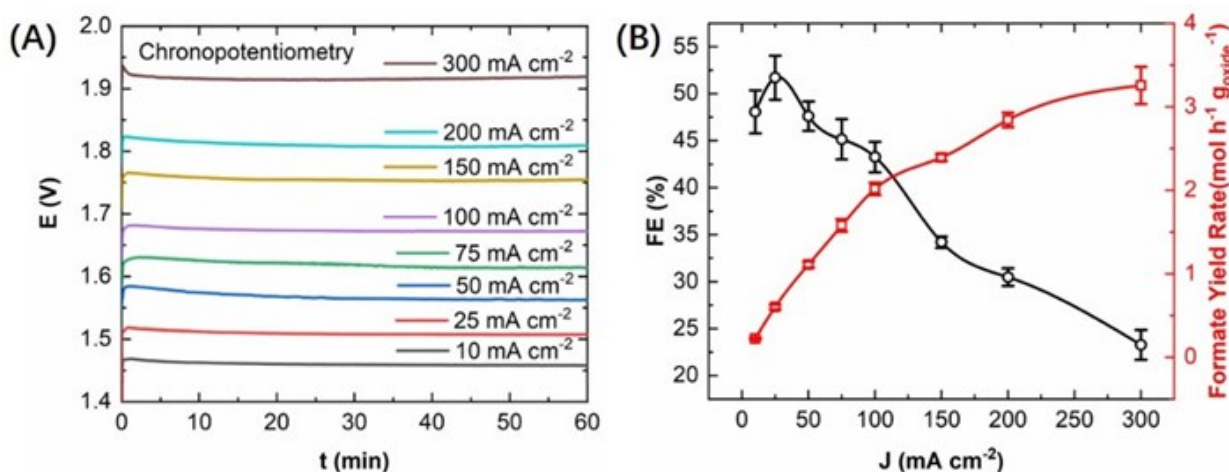 (A)
Chronopotentiometry
300 mA cm-2
200 mA cm-2
150 mA cm-2
100 mA cm-2
75 mA cm-2
50 mA cm-2
25 mA cm-2
10 mA cm-2
2.0
1.9
1.8
1.7
1.6
1.5
1.4
E (V)
0 10 20 30 40 50 60
t (min)
(B)
55
50
45
40
35
30
25
20
FE (%)
0 50 100 150 200 250 300
J (mA cm-2)
4
3
2
1
0
Formate Yield Rate(mol h-1 goxide-1)